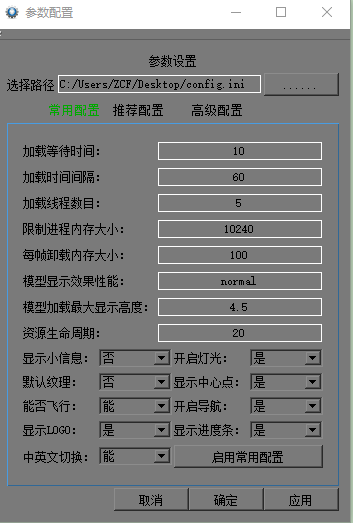 参数配置
参数设置
选择路径 C:/Users/ZCF/Desktop/config.ini ......
常用配置 推荐配置 高级配置
加载等待时间: 10
加载时间间隔: 60
加载线程数目: 5
限制进程内存大小: 10240
每帧卸载内存大小: 100
模型显示效果性能: normal
模型加载最大显示高度: 4.5
资源生命周期: 20
显示小信息: 否 开启灯光: 是
默认纹理: 否 显示中心点: 是
能否飞行: 能 开启导航: 是
显示LOGO: 是 显示进度条: 是
中英文切换: 能 启用常用配置
取消 确定 应用